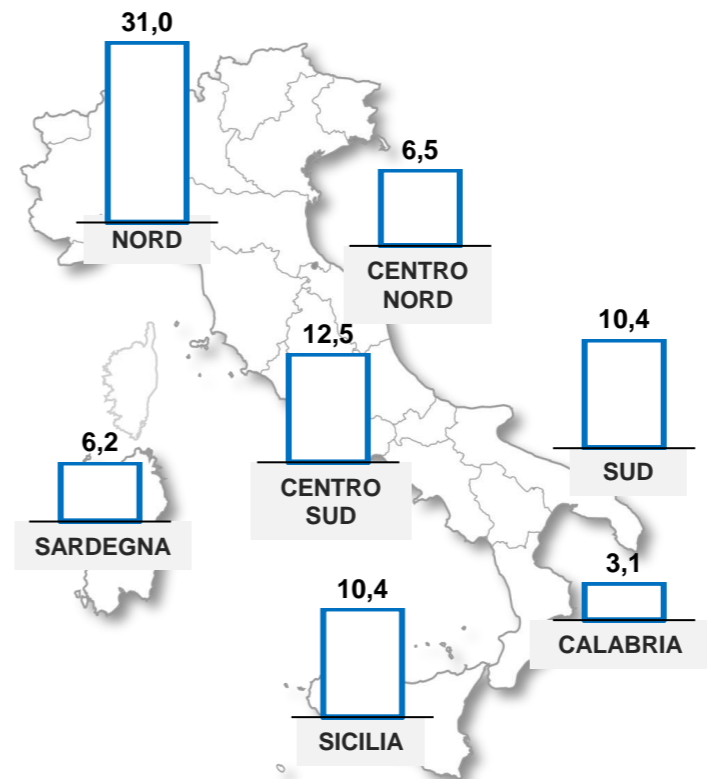 31,0
NORD
6,5
CENTRO
NORD
12,5
CENTRO
SUD
10,4
SUD
6,2
SARDEGNA
3,1
CALABRIA
10,4
SICILIA